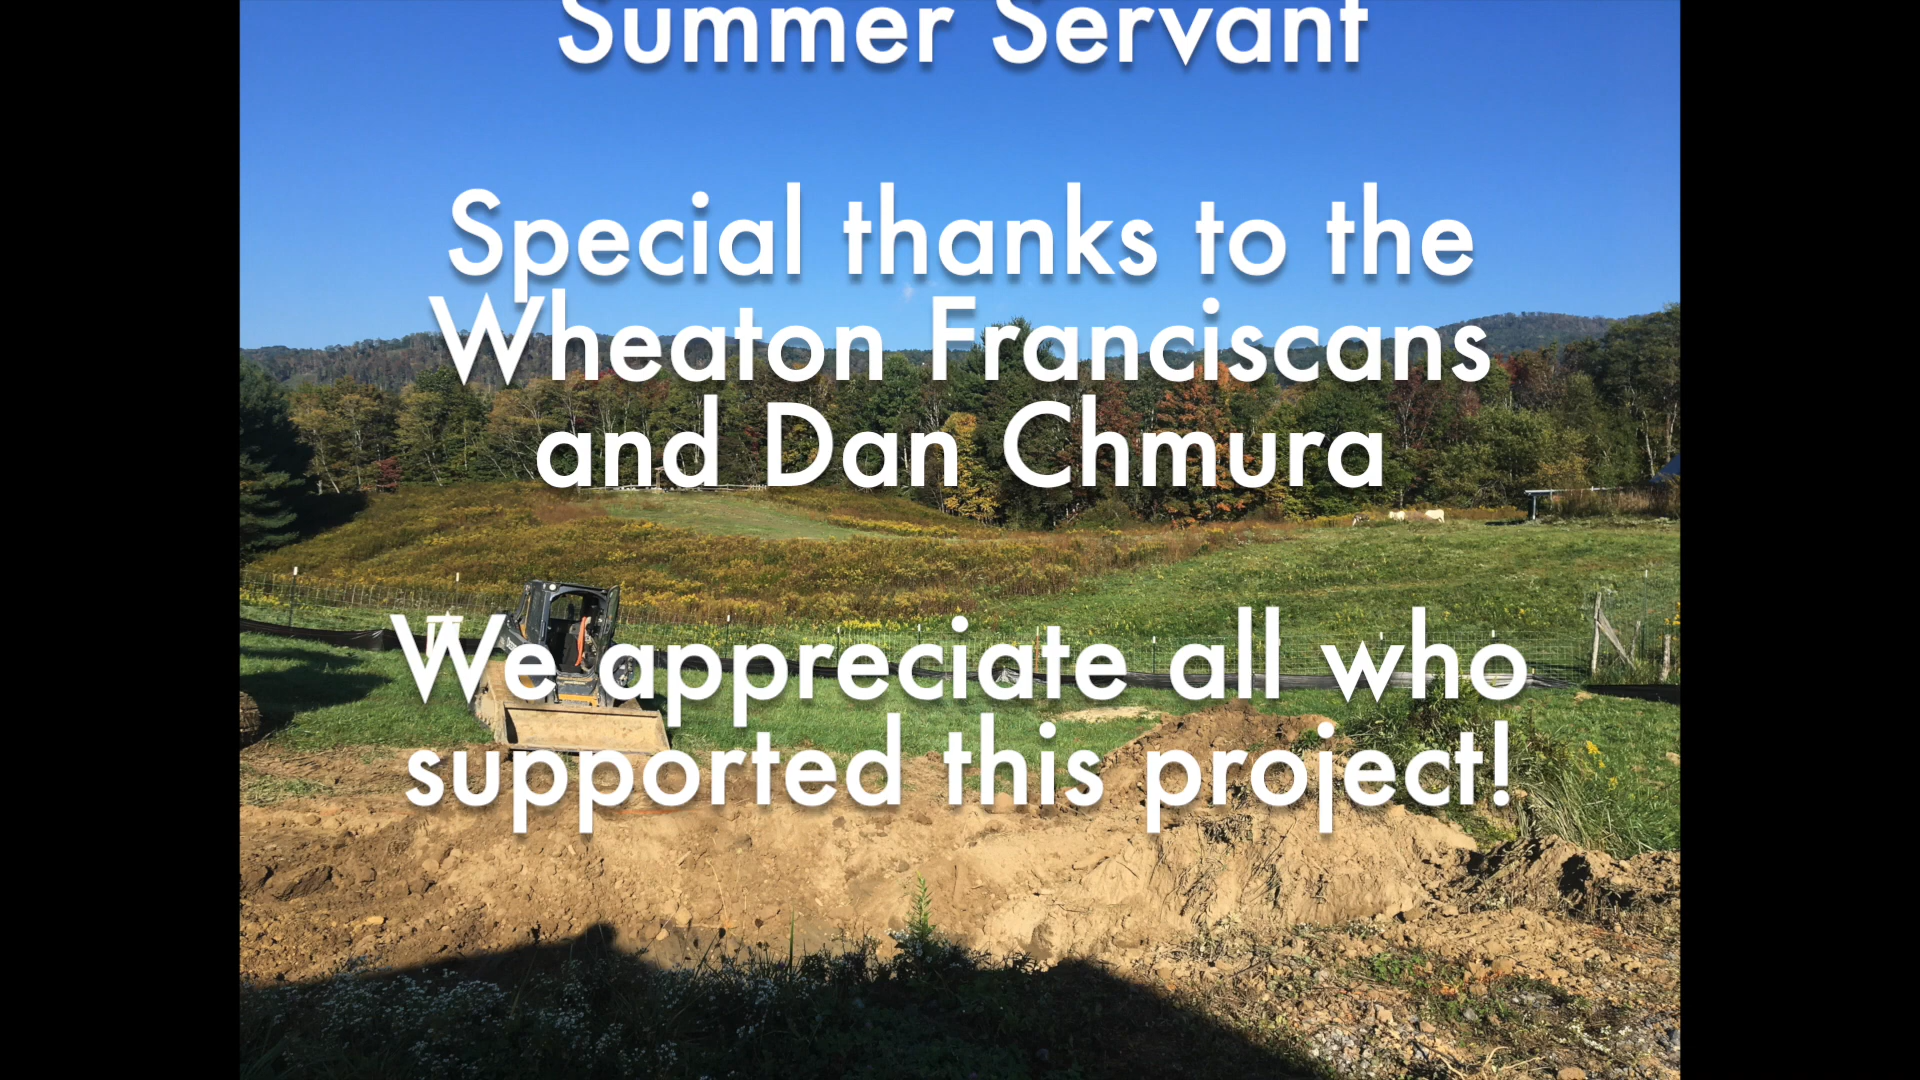 Summer Servant
Special thanks to the
Wheaton Franciscans
and Dan Chmura
We appreciate all who
supported this project!